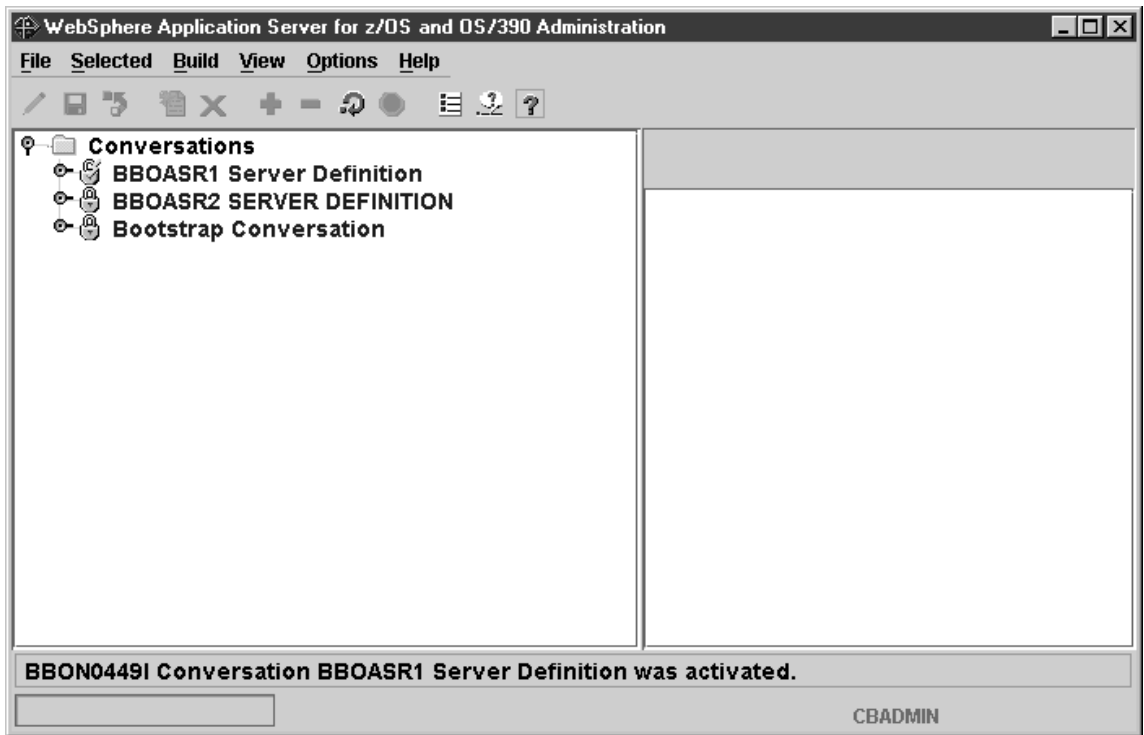 WebSphere Application Server for z/OS and OS/390 Administration
File Selected Build View Options Help
Conversations
BBOASR1 Server Definition
BBOASR2 SERVER DEFINITION
Bootstrap Conversation
BBON0449I Conversation BBOASR1 Server Definition was activated.
CBADMIN